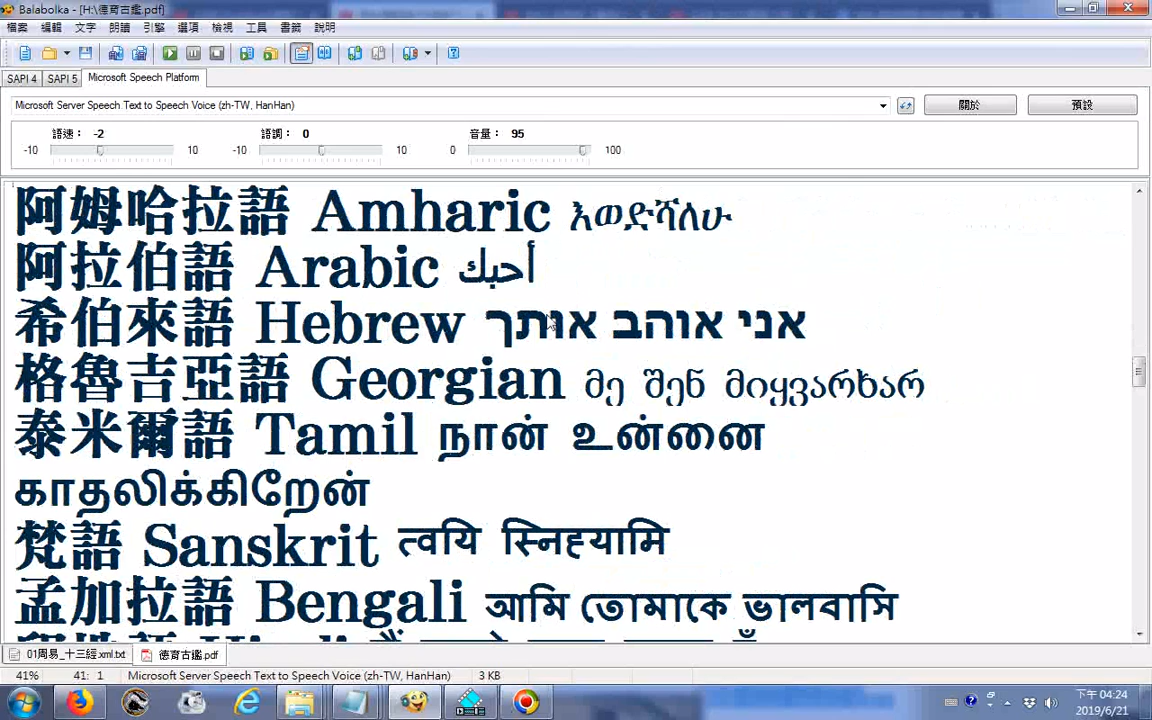 Balabolka - [H:\德育古鑑.pdf]
檔案 編輯 文字 朗讀 引擎 選項 檢視 工具 書籤 說明
SAPI 4 SAPI 5 Microsoft Speech Platform
Microsoft Server Speech Text to Speech Voice (zh-TW, HanHan) 關於 預設
語速： -2 語調： 0 音量： 95
-10 10 -10 10 0 100
阿姆哈拉語 Amharic እወድሻለሁ
阿拉伯語 Arabic أحبك
希伯來語 Hebrew אני אוהב אותך
格魯吉亞語 Georgian მე შენ მიყვარხარ
泰米爾語 Tamil நான் உன்னை
காதலிக்கிறேன்
梵語 Sanskrit त्वयि स्निह्यामि
孟加拉語 Bengali আমি তোমাকে ভালবাসি
01周易_十三經.xml.txt 德育古鑑.pdf
41% 41: 1 Microsoft Server Speech Text to Speech Voice (zh-TW, HanHan) 3 KB
下午 04:24
2019/6/21